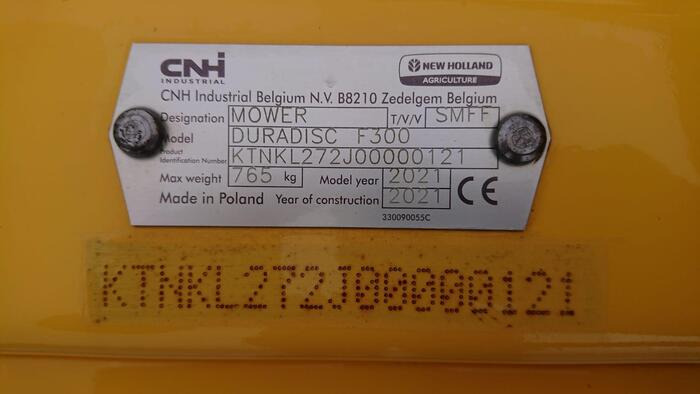 CNH
INDUSTRIAL
NEW HOLLAND
AGRICULTURE
CNH Industrial Belgium N.V. B8210 Zedelgem Belgium
Designation MOWER T/V/V SMFF
Model DURADISC F300
Product
Identification Number KTNKL272J00000121
Max weight 765 kg Model year 2021
Made in Poland Year of construction 2021 CE
330090055C
KTNKL272J00000121